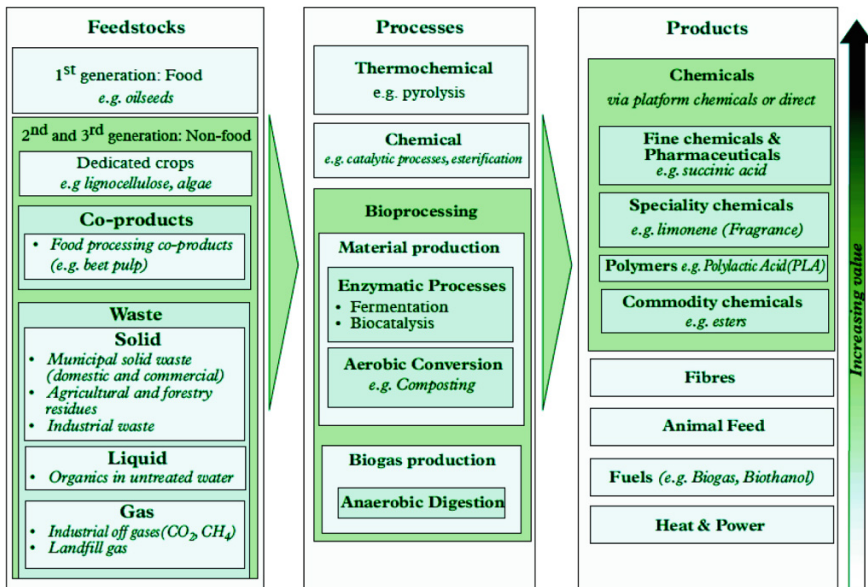 Feedstocks
1st generation: Food
e.g. oilseeds
2nd and 3rd generation: Non-food
Dedicated crops
e.g lignocellulose, algae
Co-products
• Food processing co-products
(e.g. beet pulp)
Waste
Solid
• Municipal solid waste
(domestic and commercial)
• Agricultural and forestry
residues
• Industrial waste
Liquid
• Organics in untreated water
Gas
• Industrial off gases(CO2, CH4)
• Landfill gas
Processes
Thermochemical
e.g. pyrolysis
Chemical
e.g. catalytic processes, esterification
Bioprocessing
Material production
Enzymatic Processes
• Fermentation
• Biocatalysis
Aerobic Conversion
e.g. Composting
Biogas production
Anaerobic Digestion
Products
Chemicals
via platform chemicals or direct
Fine chemicals &
Pharmaceuticals
e.g. succinic acid
Speciality chemicals
e.g. limonene (Fragrance)
Polymers e.g. Polylactic Acid(PLA)
Commodity chemicals
e.g. esters
Fibres
Animal Feed
Fuels (e.g. Biogas, Biothanol)
Heat & Power
Increasing value